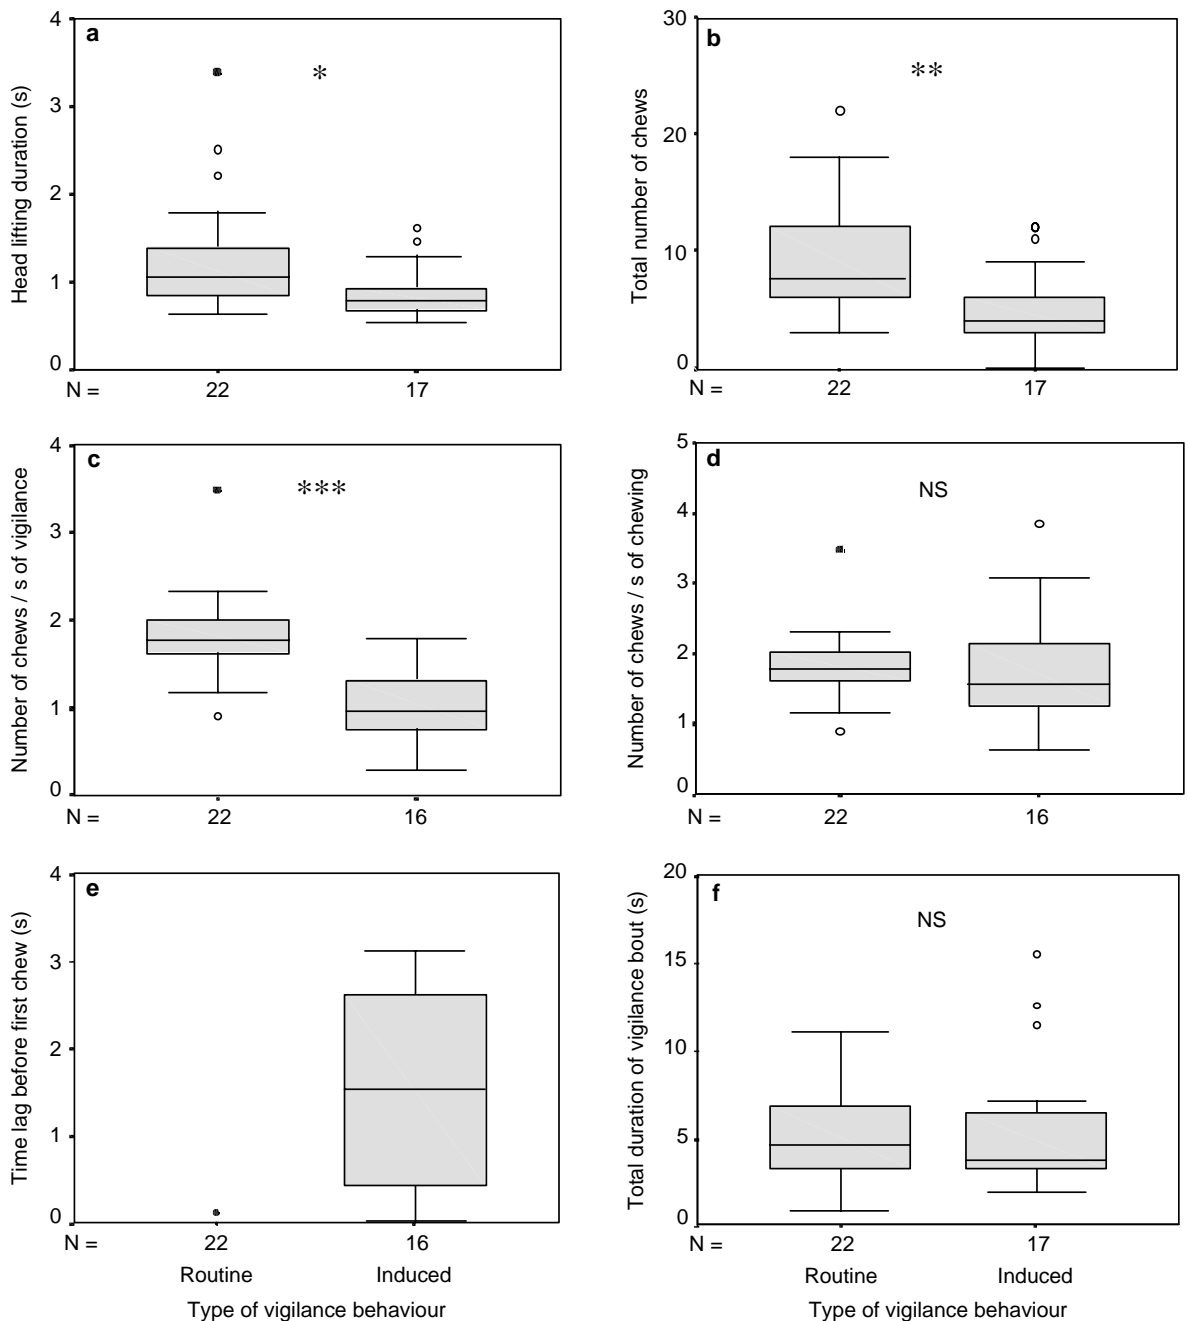 a
Head lifting duration (s)
4
3
2
1
0
*
N =
22
17
b
Total number of chews
30
20
10
0
**
22
17
c
Number of chews / s of vigilance
4
3
2
1
0
***
N =
22
16
d
Number of chews / s of chewing
5
4
3
2
1
0
NS
N =
22
16
e
Time lag before first chew (s)
4
3
2
1
0
N =
22
16
Routine
Induced
Type of vigilance behaviour
f
Total duration of vigilance bout (s)
20
15
10
5
0
NS
N =
22
17
Routine
Induced
Type of vigilance behaviour